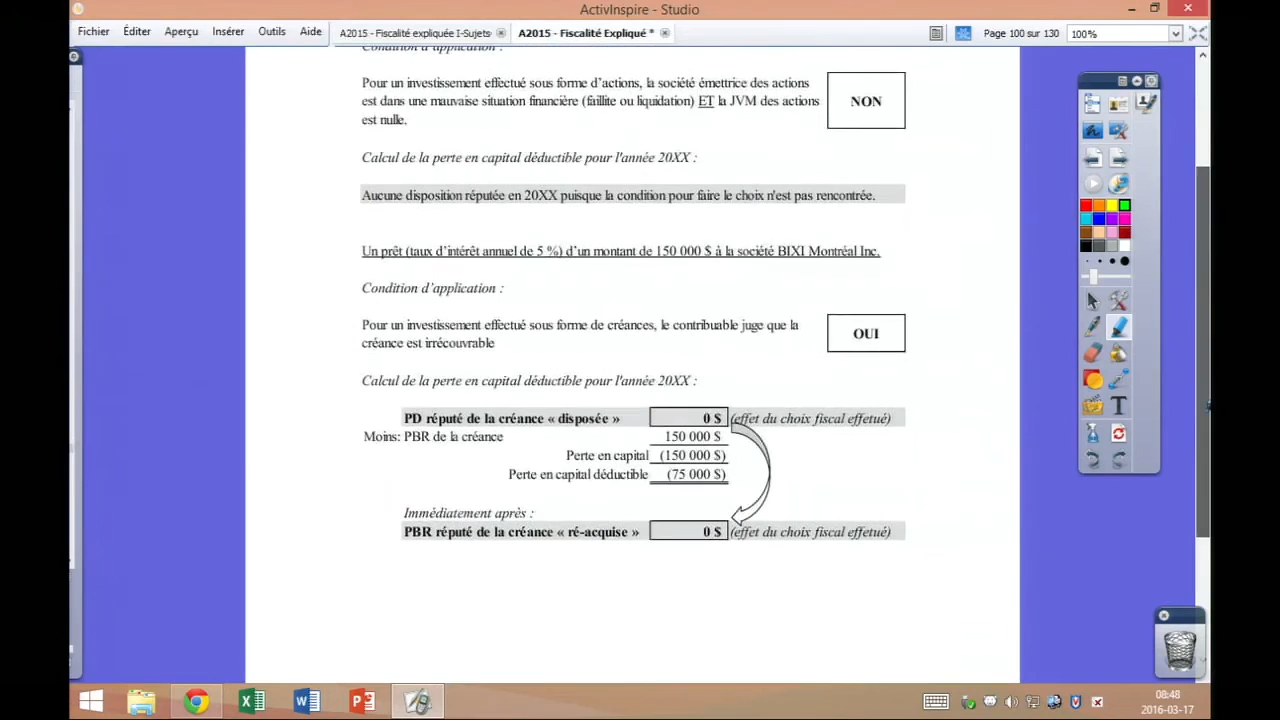 ActivInspire - Studio
Fichier Éditer Aperçu Insérer Outils Aide
A2015 - Fiscalité expliquée I-Sujets
A2015 - Fiscalité Expliqué *
Page 100 sur 130
100%
Condition d'application :
Pour un investissement effectué sous forme d'actions, la société émettrice des actions
est dans une mauvaise situation financière (faillite ou liquidation) ET la JVM des actions
est nulle.
NON
Calcul de la perte en capital déductible pour l'année 20XX :
Aucune disposition réputée en 20XX puisque la condition pour faire le choix n'est pas rencontrée.
Un prêt (taux d'intérêt annuel de 5 %) d'un montant de 150 000 $ à la société BIXI Montréal Inc.
Condition d'application :
Pour un investissement effectué sous forme de créances, le contribuable juge que la
créance est irrécouvrable
OUI
Calcul de la perte en capital déductible pour l'année 20XX :
PD réputé de la créance « disposée » 0 $ (effet du choix fiscal effetué)
Moins: PBR de la créance 150 000 $
Perte en capital (150 000 $)
Perte en capital déductible (75 000 $)
Immédiatement après :
PBR réputé de la créance « ré-acquise » 0 $ (effet du choix fiscal effetué)
08:48
2016-03-17